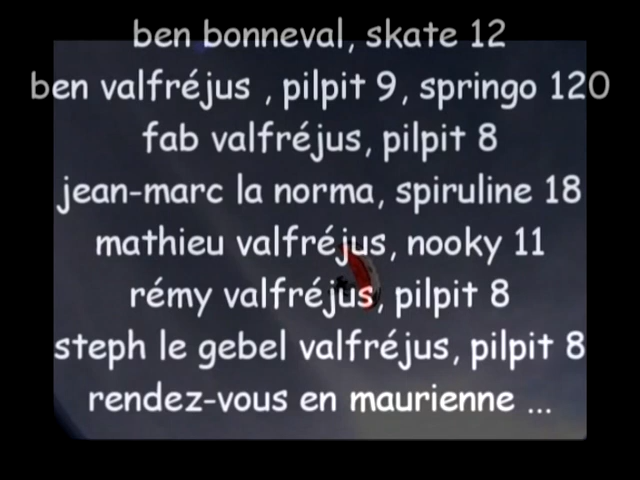 ben bonneval, skate 12
ben valfréjus , pilpit 9, springo 120
fab valfréjus, pilpit 8
jean-marc la norma, spiruline 18
mathieu valfréjus, nooky 11
rémy valfréjus, pilpit 8
steph le gebel valfréjus, pilpit 8
rendez-vous en maurienne ...